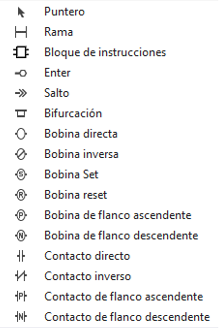 Puntero
Rama
Bloque de instrucciones
Enter
Salto
Bifurcación
Bobina directa
Bobina inversa
S Bobina Set
R Bobina reset
P Bobina de flanco ascendente
N Bobina de flanco descendente
Contacto directo
Contacto inverso
P Contacto de flanco ascendente
N Contacto de flanco descendente